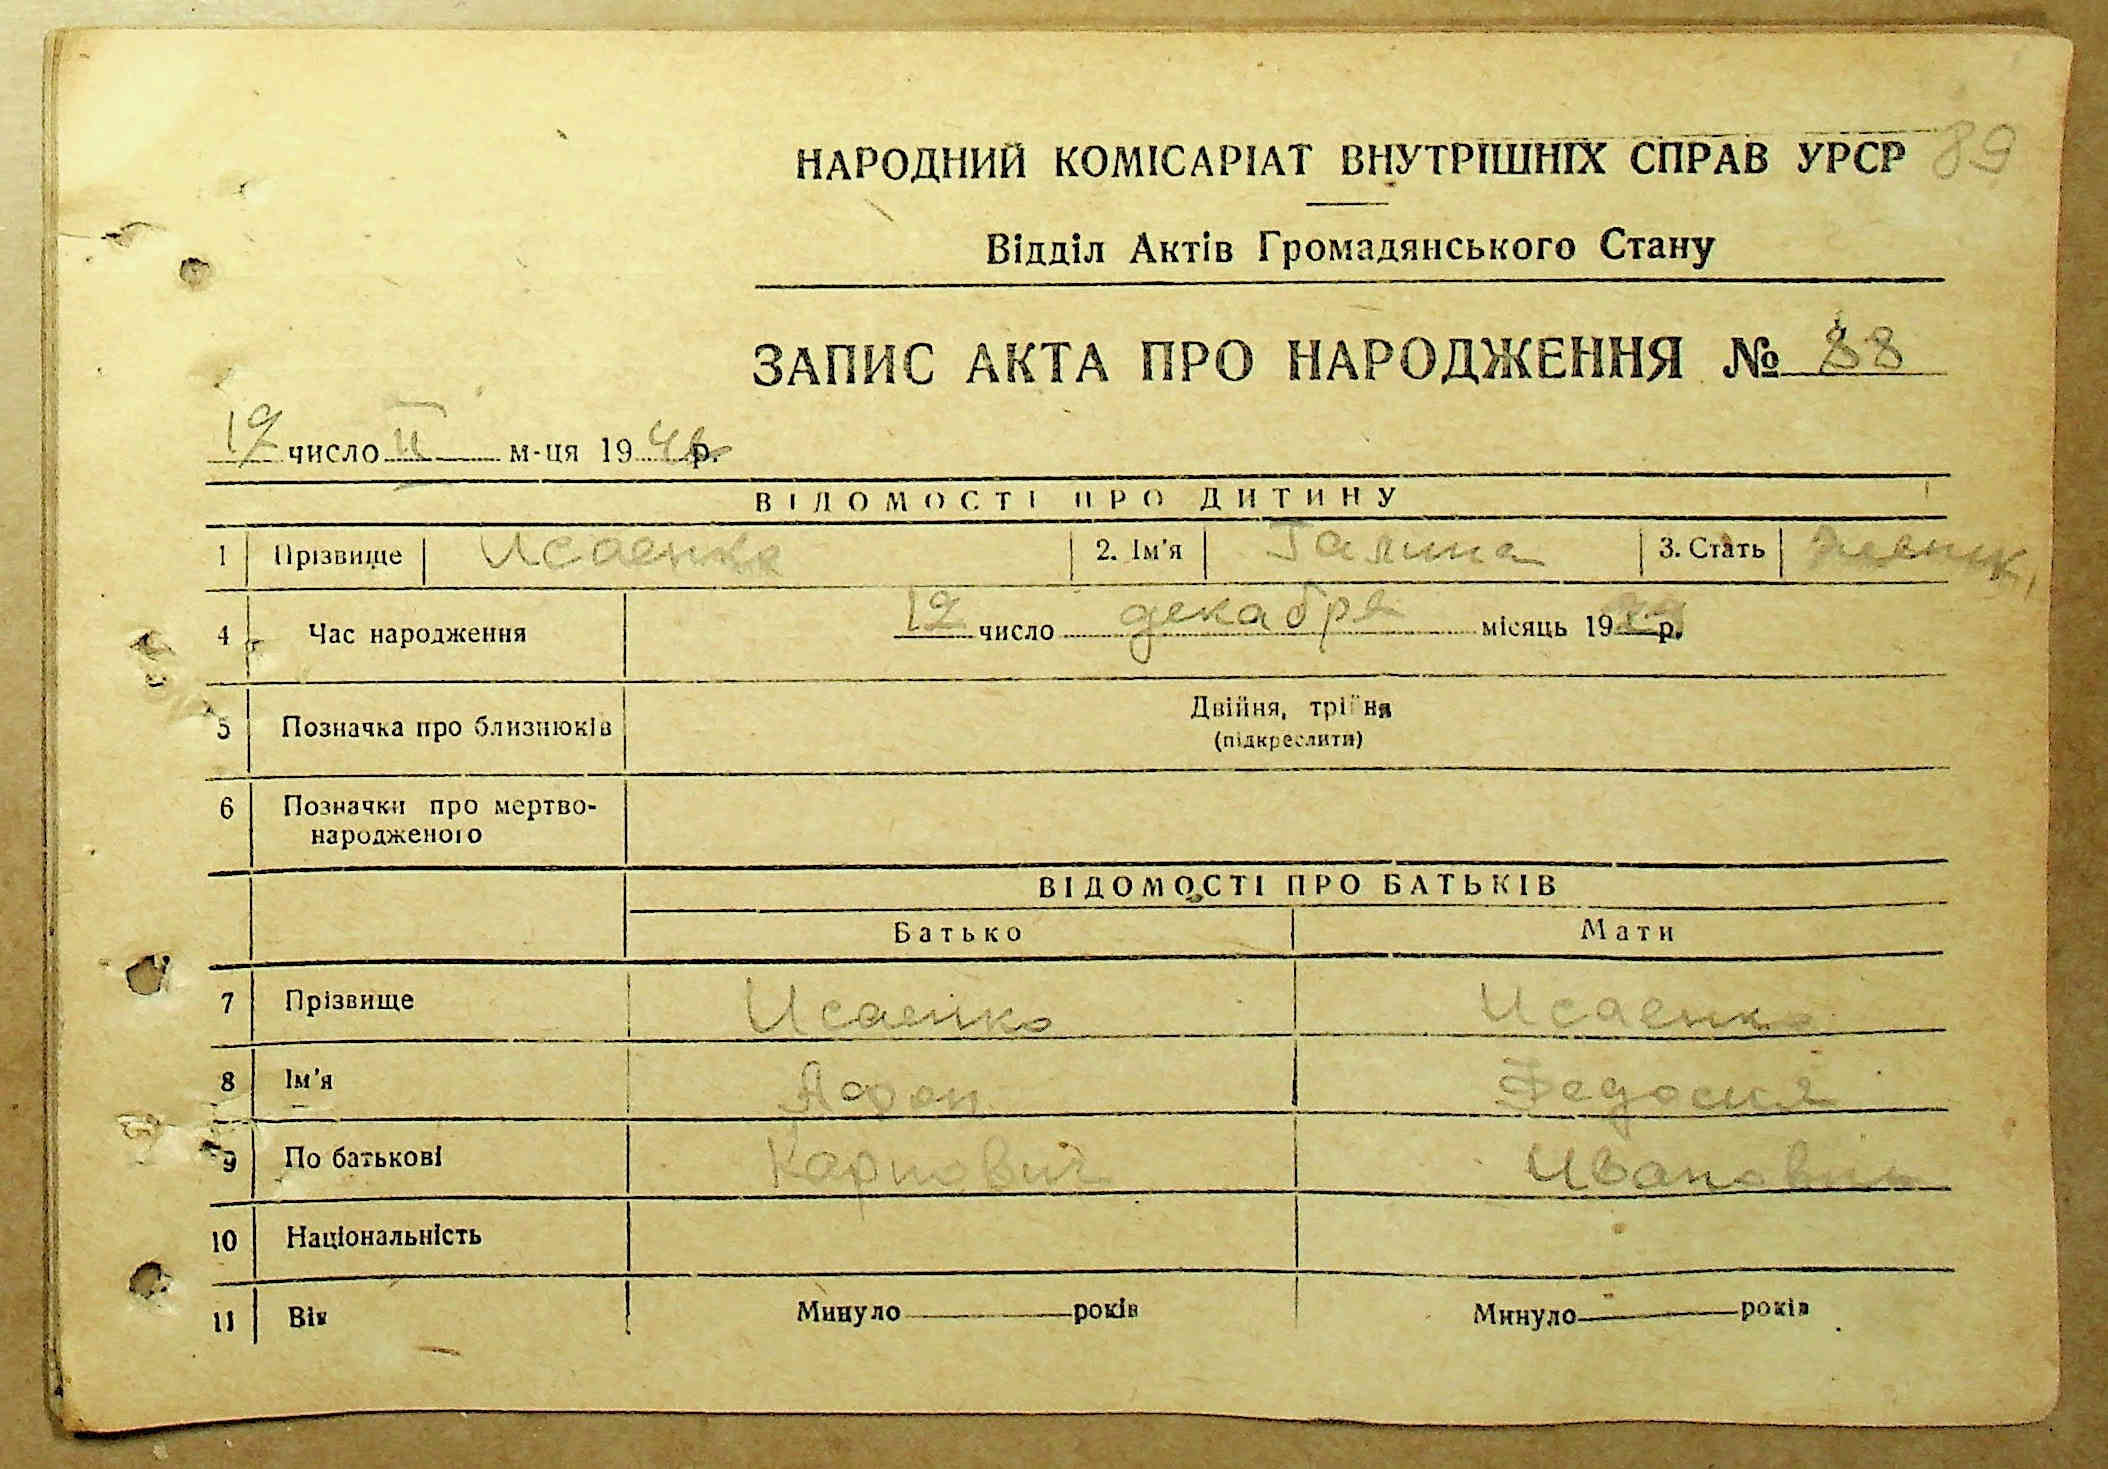 89
НАРОДНИЙ КОМІСАРІАТ ВНУТРІШНІХ СПРАВ УРСР
Відділ Актів Громадянського Стану
ЗАПИС АКТА ПРО НАРОДЖЕННЯ № 88
число II м-ця 19 р.
ВІДОМОСТІ ПРО ДИТИНУ
1 Прізвище Исаенко 2. Ім'я Галина 3. Стать
4 Час народження 12 число декабря місяць 19 р.
5 Позначка про близнюків Двійня, трійня
(підкреслити)
6 Позначки про мертво-
народженого
ВІДОМОСТІ ПРО БАТЬКІВ
Батько Мати
7 Прізвище Исаенко Исаенко
8 Ім'я Федосия
9 По батькові Карпович Ивановн
10 Національність
11 Вік Минуло років Минуло років